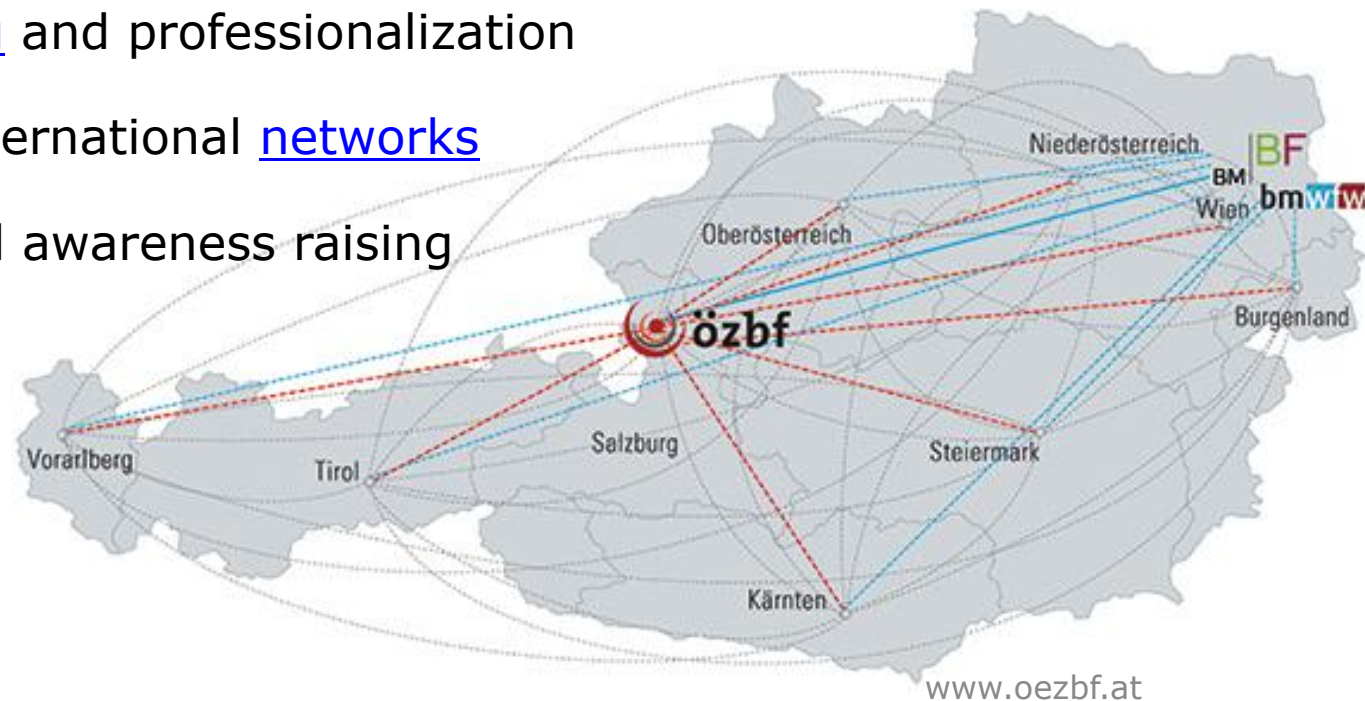 and professionalization
ernational networks
awareness raising
Niederösterreich
BF
BM
Wien
bmwfw
Oberösterreich
özbf
Burgenland
Salzburg
Steiermark
Vorarlberg
Tirol
Kärnten
www.oezbf.at